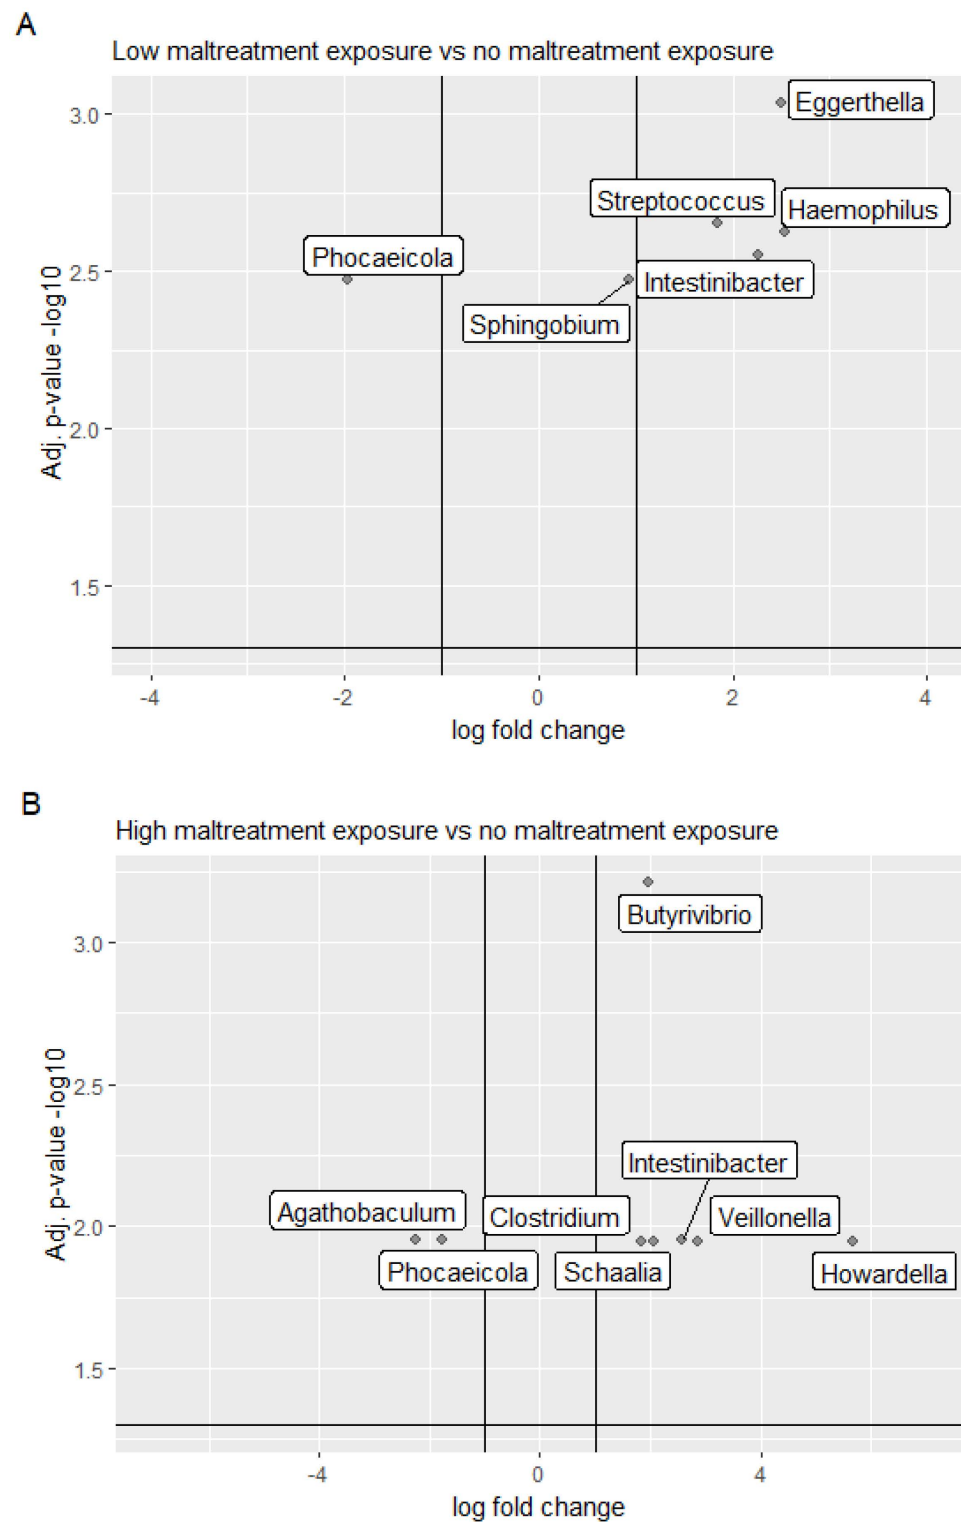 A
Low maltreatment exposure vs no maltreatment exposure
Eggerthella
3.0
Streptococcus
Haemophilus
Phocaeicola
2.5
Intestinibacter
Sphingobium
2.0
1.5
Adj. p-value -log10
-4 -2 0 2 4
log fold change
B
High maltreatment exposure vs no maltreatment exposure
Butyrivibrio
3.0
2.5
Intestinibacter
Agathobaculum
Clostridium
Veillonella
2.0
Phocaeicola
Schaalia
Howardella
1.5
Adj. p-value -log10
-4 0 4
log fold change